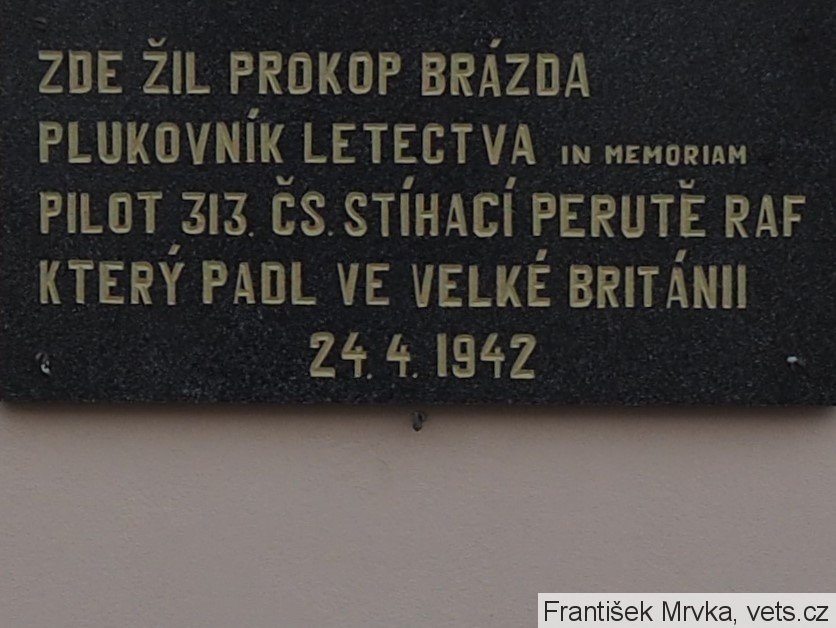 ZDE ŽIL PROKOP BRÁZDA
PLUKOVNÍK LETECTVA IN MEMORIAM
PILOT 313. ČS. STÍHACÍ PERUTĚ RAF
KTERÝ PADL VE VELKÉ BRITÁNII
24. 4. 1942
František Mrvka, vets.cz